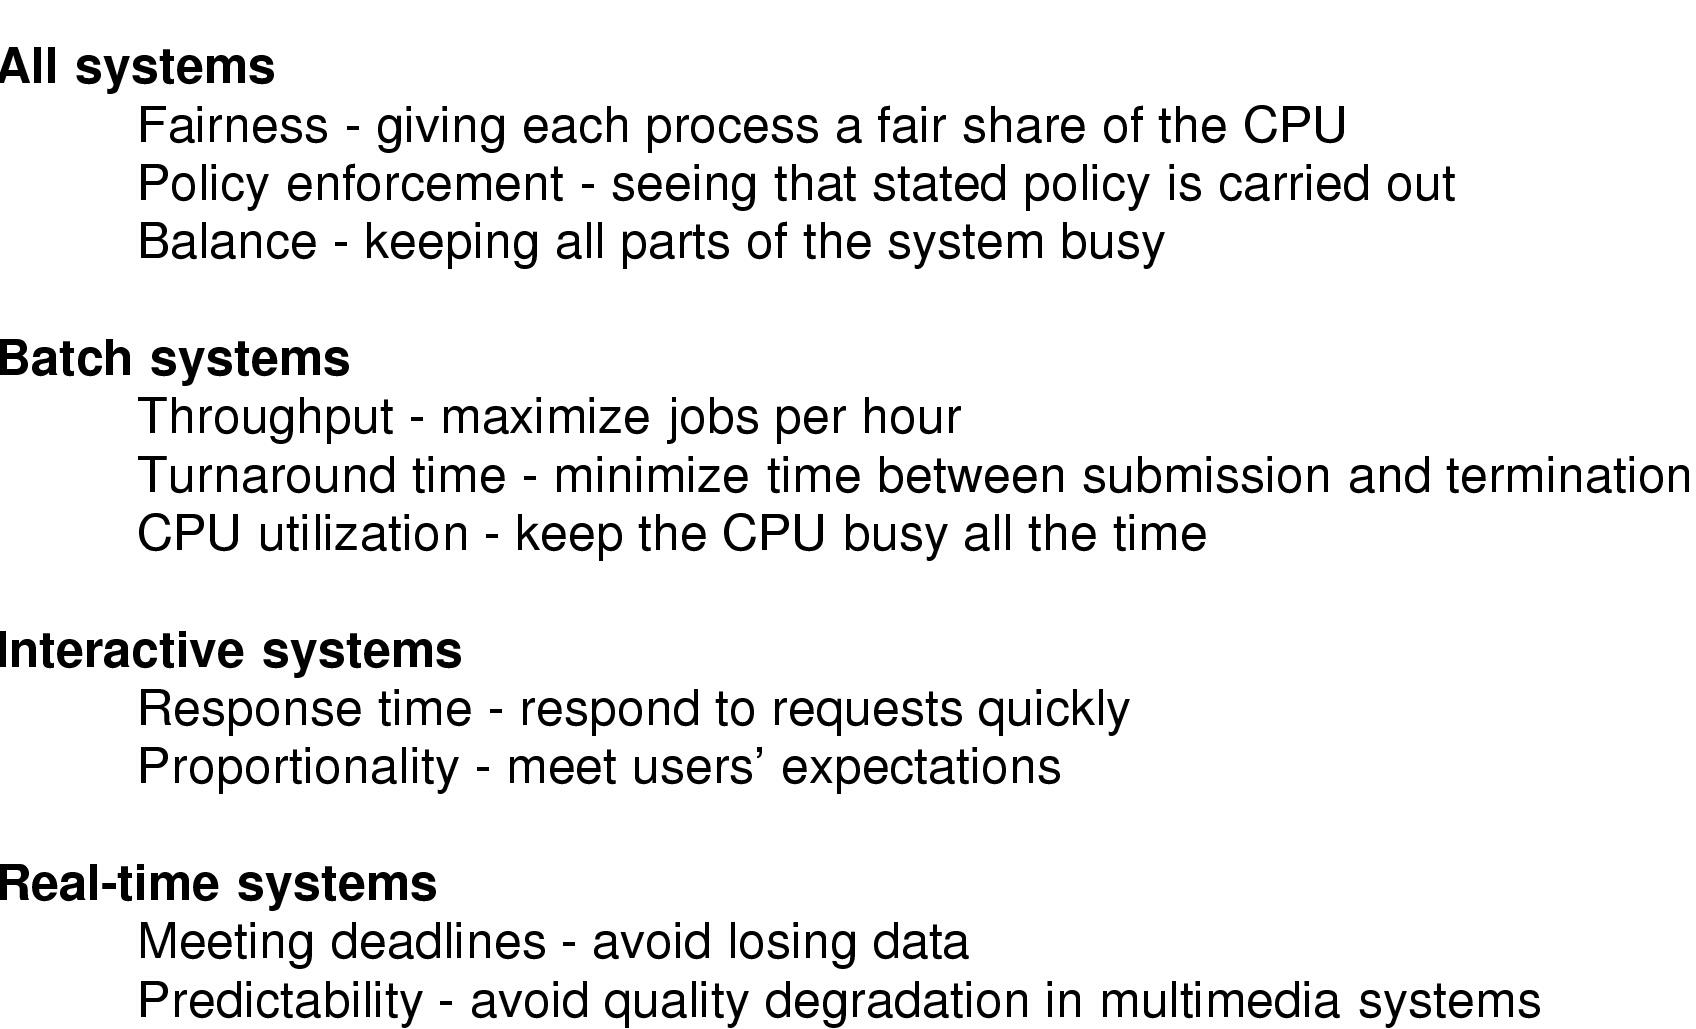 All systems
Fairness - giving each process a fair share of the CPU
Policy enforcement - seeing that stated policy is carried out
Balance - keeping all parts of the system busy
Batch systems
Throughput - maximize jobs per hour
Turnaround time - minimize time between submission and termination
CPU utilization - keep the CPU busy all the time
Interactive systems
Response time - respond to requests quickly
Proportionality - meet users’ expectations
Real-time systems
Meeting deadlines - avoid losing data
Predictability - avoid quality degradation in multimedia systems